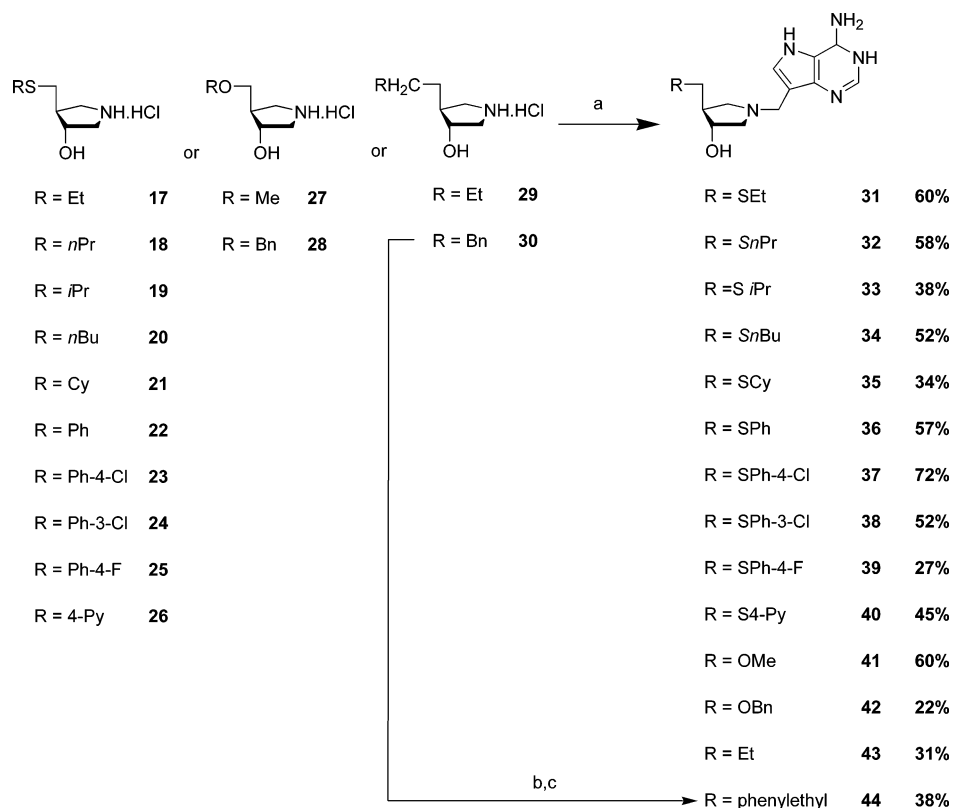 NH2
H
N
NH
N
RS
NH.HCl
OH
or
RO
NH.HCl
OH
or
RH2C
NH.HCl
OH
a
R
N
OH
R = Et 17 R = Me 27 R = Et 29 R = SEt 31 60%
R = nPr 18 R = Bn 28 R = Bn 30 R = SnPr 32 58%
R = iPr 19 R =S iPr 33 38%
R = nBu 20 R = SnBu 34 52%
R = Cy 21 R = SCy 35 34%
R = Ph 22 R = SPh 36 57%
R = Ph-4-Cl 23 R = SPh-4-Cl 37 72%
R = Ph-3-Cl 24 R = SPh-3-Cl 38 52%
R = Ph-4-F 25 R = SPh-4-F 39 27%
R = 4-Py 26 R = S4-Py 40 45%
R = OMe 41 60%
R = OBn 42 22%
R = Et 43 31%
b,c R = phenylethyl 44 38%